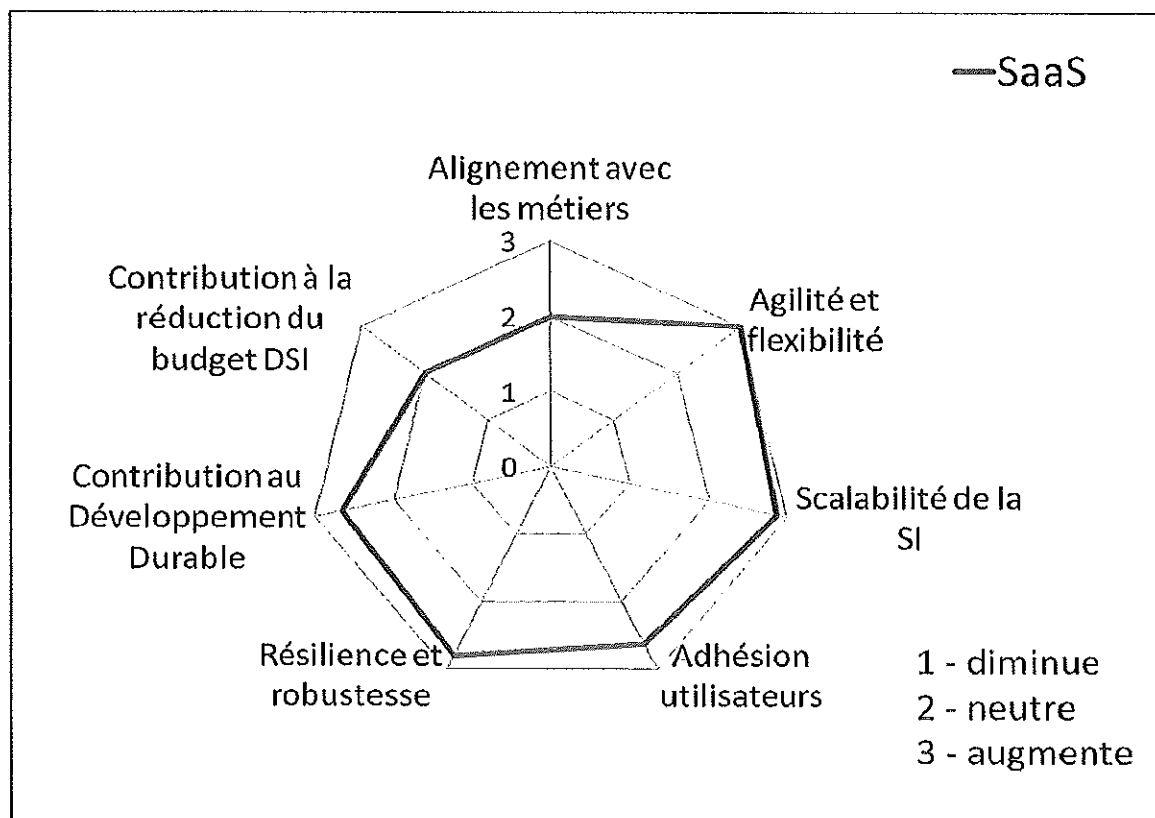 SaaS
Alignement avec
les métiers
3
2
1
0
Agilité et
flexibilité
Scalabilité de la
SI
Adhésion
utilisateurs
Résilience et
robustesse
Contribution au
Développement
Durable
Contribution à la
réduction du
budget DSI
1 - diminue
2 - neutre
3 - augmente